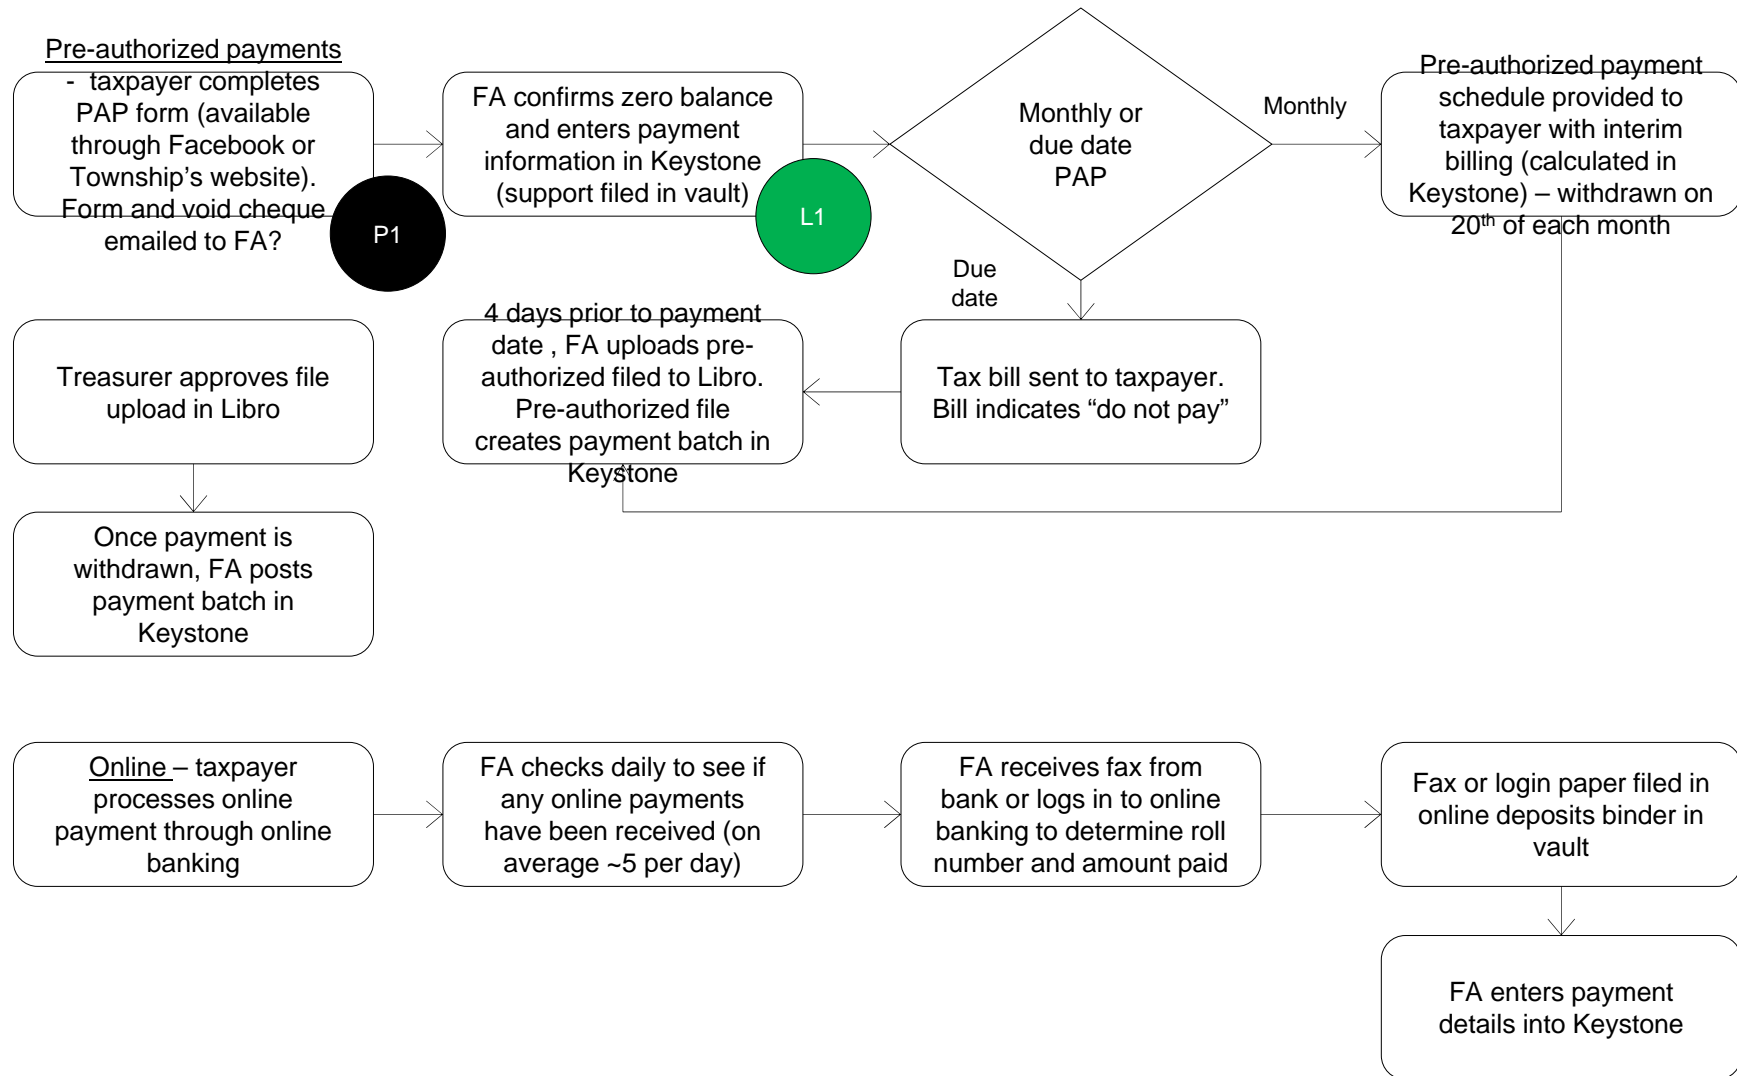 Pre-authorized payments
- taxpayer completes
PAP form (available
through Facebook or
Township’s website).
Form and void cheque
emailed to FA?
P1
FA confirms zero balance
and enters payment
information in Keystone
(support filed in vault)
L1
Monthly or
due date
PAP
Monthly
Pre-authorized payment
schedule provided to
taxpayer with interim
billing (calculated in
Keystone) – withdrawn on
20th of each month
Due
date
Tax bill sent to taxpayer.
Bill indicates “do not pay”
4 days prior to payment
date , FA uploads pre-
authorized filed to Libro.
Pre-authorized file
creates payment batch in
Keystone
Treasurer approves file
upload in Libro
Once payment is
withdrawn, FA posts
payment batch in
Keystone
Online – taxpayer
processes online
payment through online
banking
FA checks daily to see if
any online payments
have been received (on
average ~5 per day)
FA receives fax from
bank or logs in to online
banking to determine roll
number and amount paid
Fax or login paper filed in
online deposits binder in
vault
FA enters payment
details into Keystone